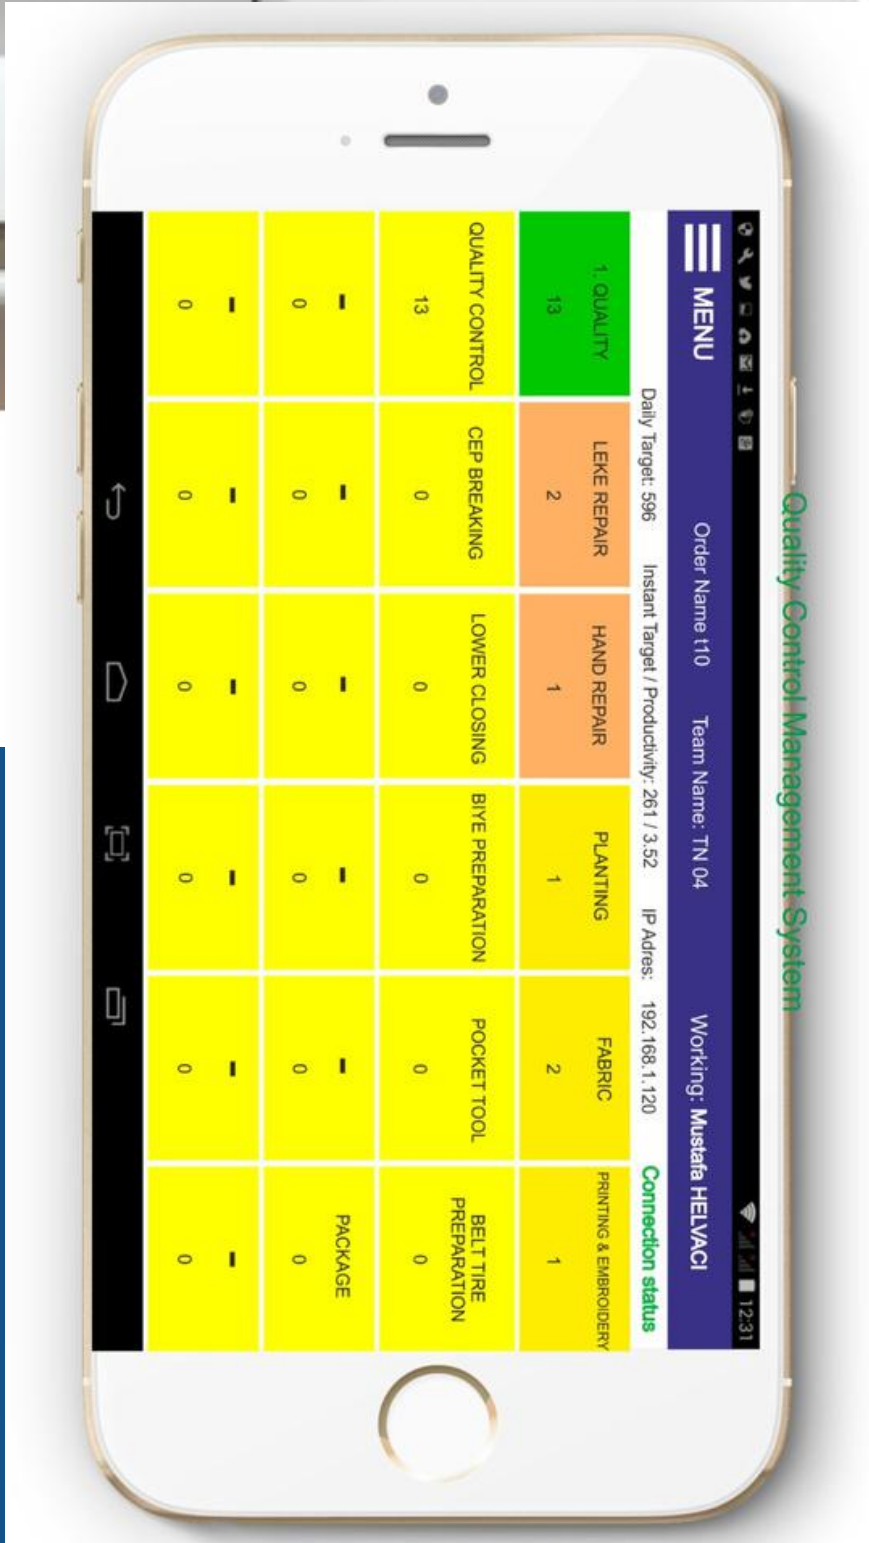 Quality Control Management System
12:31
MENU Order Name t10 Team Name: TN 04 Working: Mustafa HELVACI
Daily Target: 596 Instant Target / Productivity: 261 / 3.52 IP Adres: 192.168.1.120 Connection status
1. QUALITY LEKE REPAIR HAND REPAIR PLANTING FABRIC PRINTING & EMBROIDERY
13 2 1 1 2 1
QUALITY CONTROL CEP BREAKING LOWER CLOSING BIYE PREPARATION POCKET TOOL BELT TIRE PREPARATION
13 0 0 0 0 0
- - - - - PACKAGE
0 0 0 0 0 0
- - - - - -
0 0 0 0 0 0